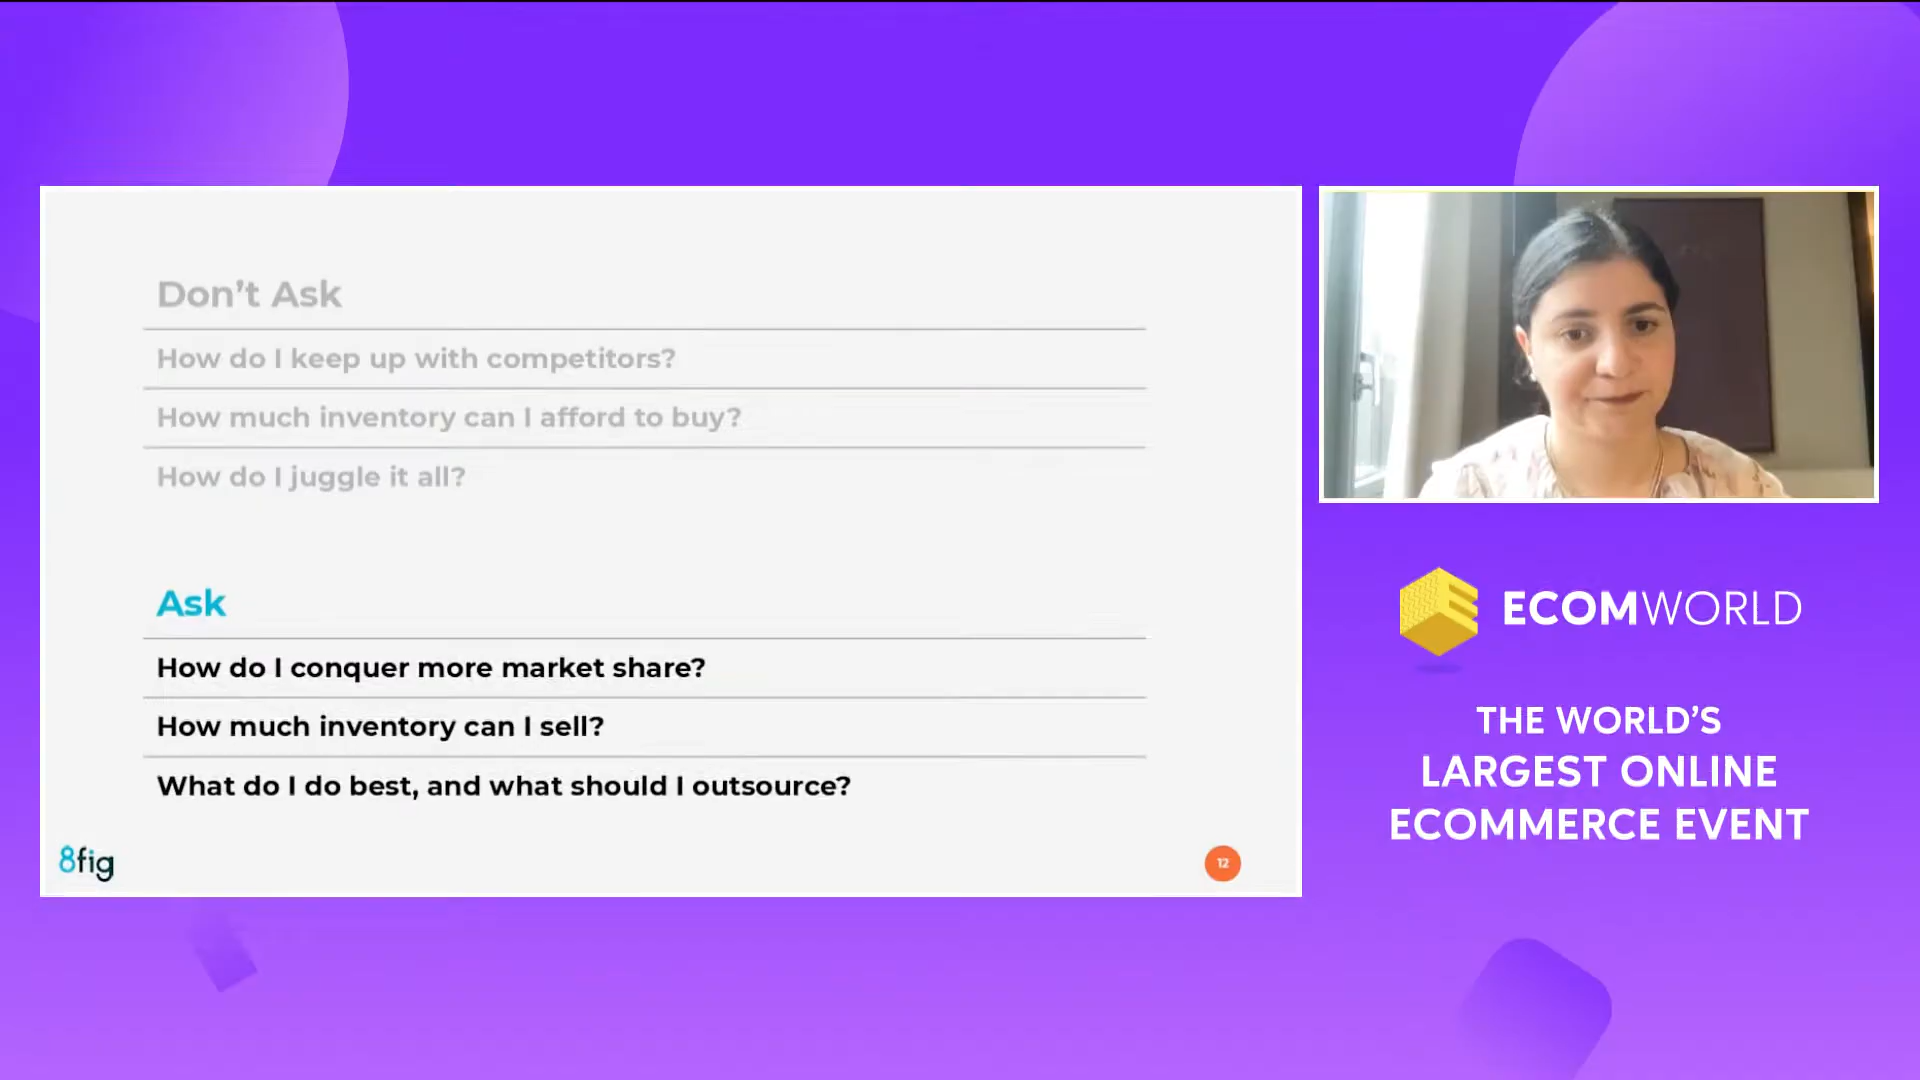 Don’t Ask
How do I keep up with competitors?
How much inventory can I afford to buy?
How do I juggle it all?
Ask
How do I conquer more market share?
How much inventory can I sell?
What do I do best, and what should I outsource?
8fig
12
ECOMWORLD
THE WORLD’S
LARGEST ONLINE
ECOMMERCE EVENT